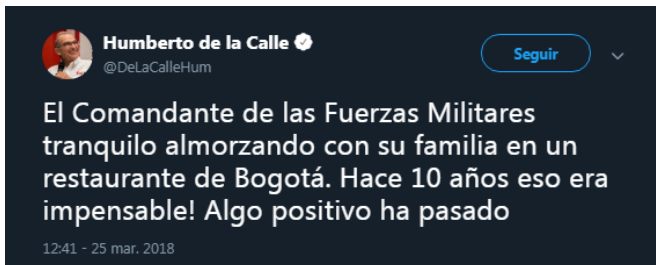 Humberto de la Calle
@DeLaCalleHum
Seguir
El Comandante de las Fuerzas Militares
tranquilo almorzando con su familia en un
restaurante de Bogotá. Hace 10 años eso era
impensable! Algo positivo ha pasado
12:41 - 25 mar. 2018